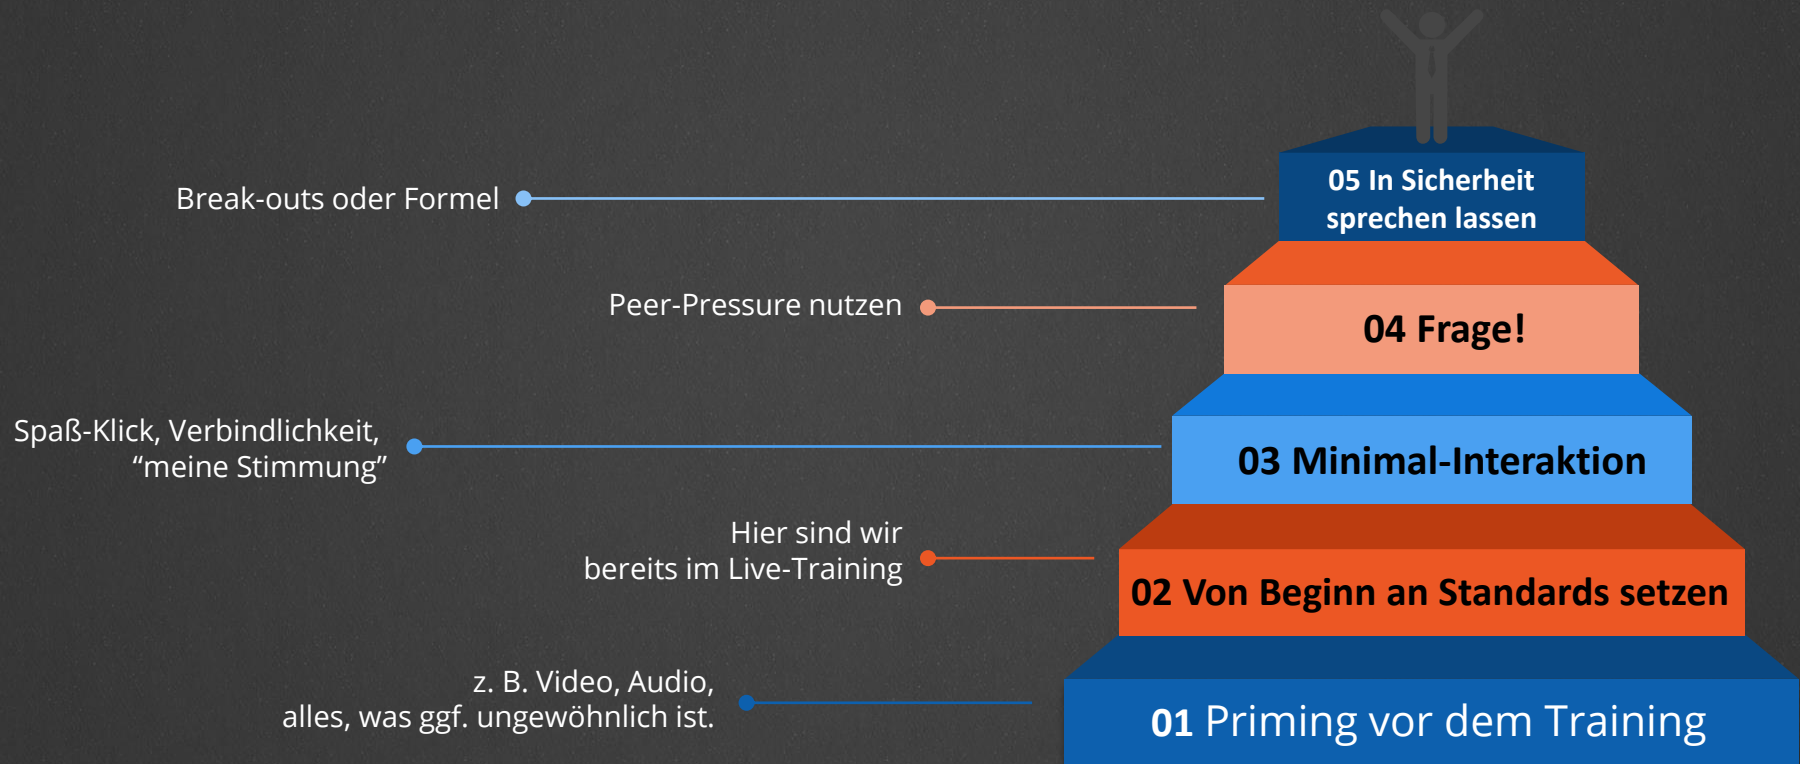 Break-outs oder Formel
05 In Sicherheit
sprechen lassen
Peer-Pressure nutzen
04 Frage!
Spaß-Klick, Verbindlichkeit,
“meine Stimmung”
03 Minimal-Interaktion
Hier sind wir
bereits im Live-Training
02 Von Beginn an Standards setzen
z. B. Video, Audio,
alles, was ggf. ungewöhnlich ist.
01 Priming vor dem Training